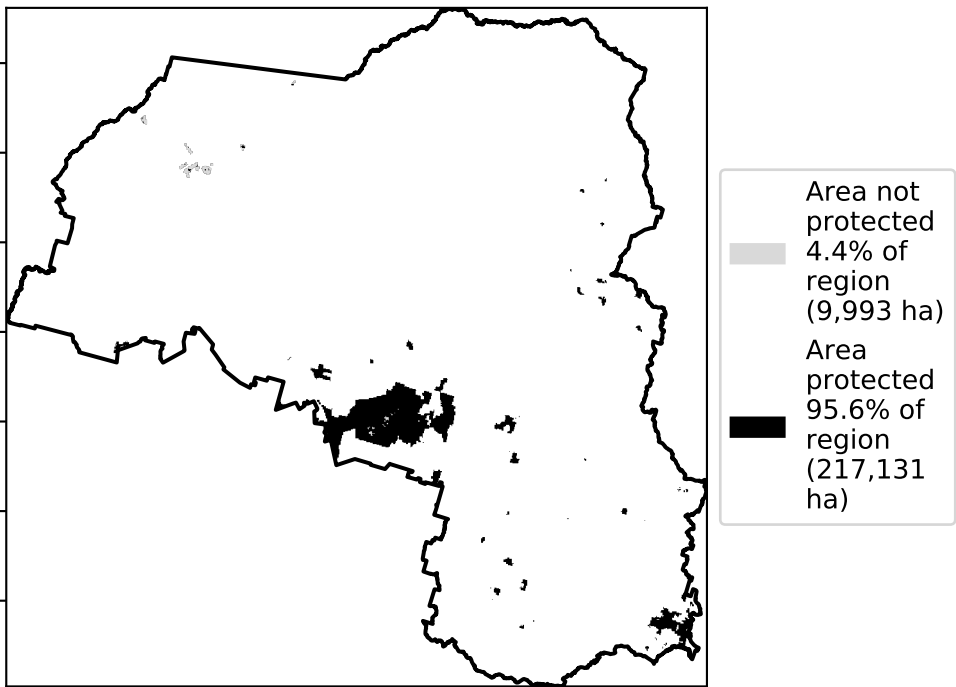 Area not
protected
4.4% of
region
(9,993 ha)
Area
protected
95.6% of
region
(217,131
ha)